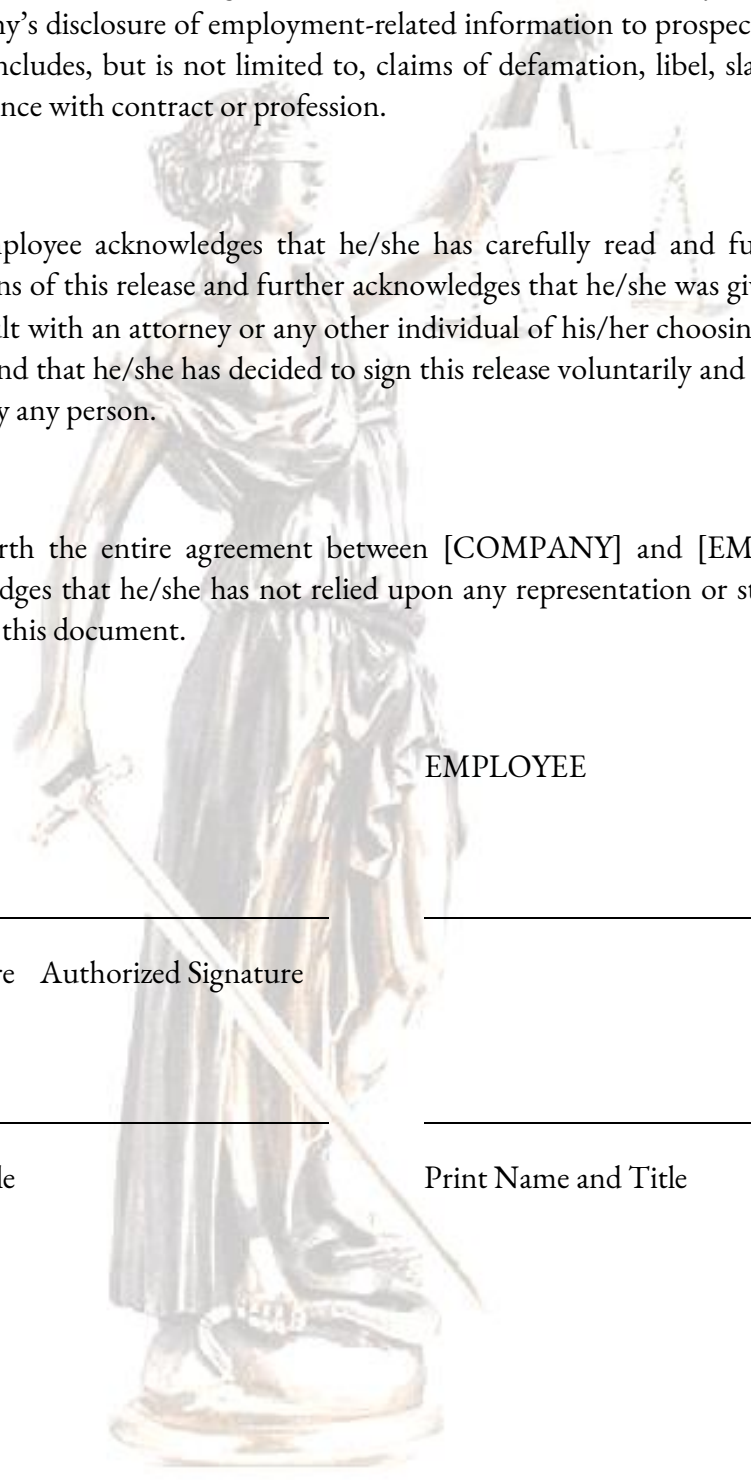 ny’s disclosure of employment-related information to prospec
ncludes, but is not limited to, claims of defamation, libel, sla
nce with contract or profession.
ployee acknowledges that he/she has carefully read and fu
ns of this release and further acknowledges that he/she was giv
ult with an attorney or any other individual of his/her choosin
nd that he/she has decided to sign this release voluntarily and
y any person.
rth the entire agreement between [COMPANY] and [EM
dges that he/she has not relied upon any representation or st
this document.
EMPLOYEE
re Authorized Signature
le Print Name and Title